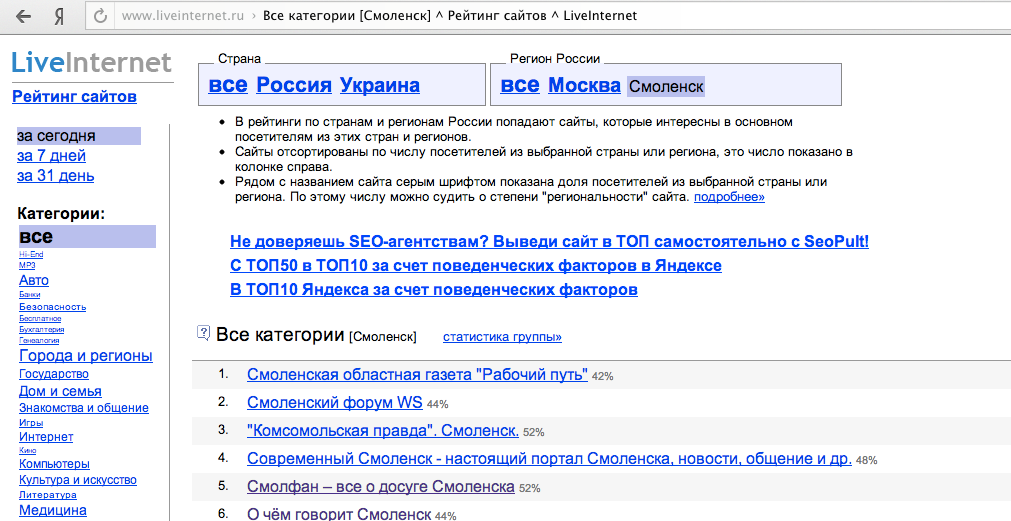 Я
www.liveinternet.ru › Все категории [Смоленск] ^ Рейтинг сайтов ^ LiveInternet
LiveInternet
Рейтинг сайтов
Страна
все Россия Украина
Регион России
все Москва Смоленск
за сегодня
за 7 дней
за 31 день
Категории:
все
Hi-End
MP3
Авто
Банки
Безопасность
Бесплатное
Бухгалтерия
Генеалогия
Города и регионы
Государство
Дом и семья
Знакомства и общение
Игры
Интернет
Кино
Компьютеры
Культура и искусство
Литература
Медицина
• В рейтинги по странам и регионам России попадают сайты, которые интересны в основном
посетителям из этих стран и регионов.
• Сайты отсортированы по числу посетителей из выбранной страны или региона, это число показано в
колонке справа.
• Рядом с названием сайта серым шрифтом показана доля посетителей из выбранной страны или
региона. По этому числу можно судить о степени "региональности" сайта. подробнее»
Не доверяешь SEO-агентствам? Выведи сайт в ТОП самостоятельно с SeoPult!
С ТОП50 в ТОП10 за счет поведенческих факторов в Яндексе
В ТОП10 Яндекса за счет поведенческих факторов
? Все категории [Смоленск] статистика группы»
1. Смоленская областная газета "Рабочий путь" 42%
2. Смоленский форум WS 44%
3. "Комсомольская правда". Смоленск. 52%
4. Современный Смоленск - настоящий портал Смоленска, новости, общение и др. 48%
5. Смолфан – все о досуге Смоленска 52%
6. О чём говорит Смоленск 44%